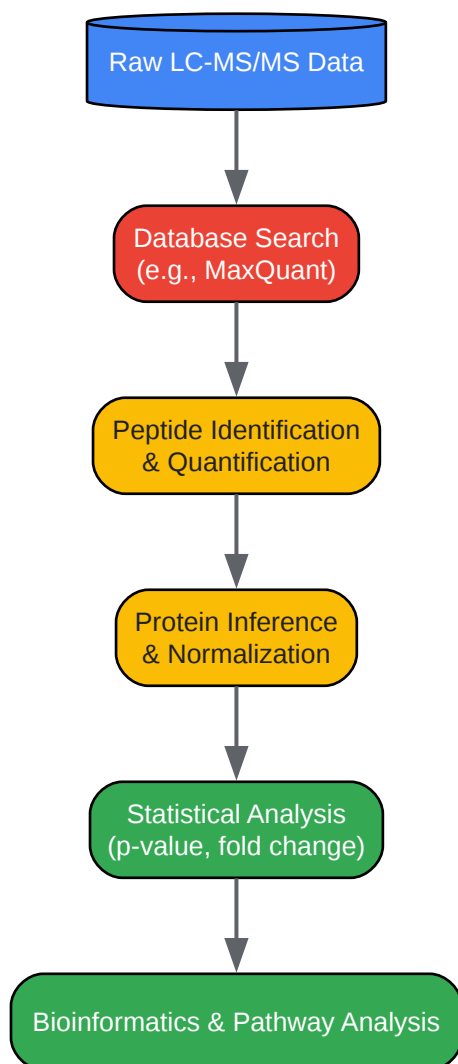 Raw LC-MS/MS Data
Database Search
(e.g., MaxQuant)
Peptide Identification
& Quantification
Protein Inference
& Normalization
Statistical Analysis
(p-value, fold change)
Bioinformatics & Pathway Analysis